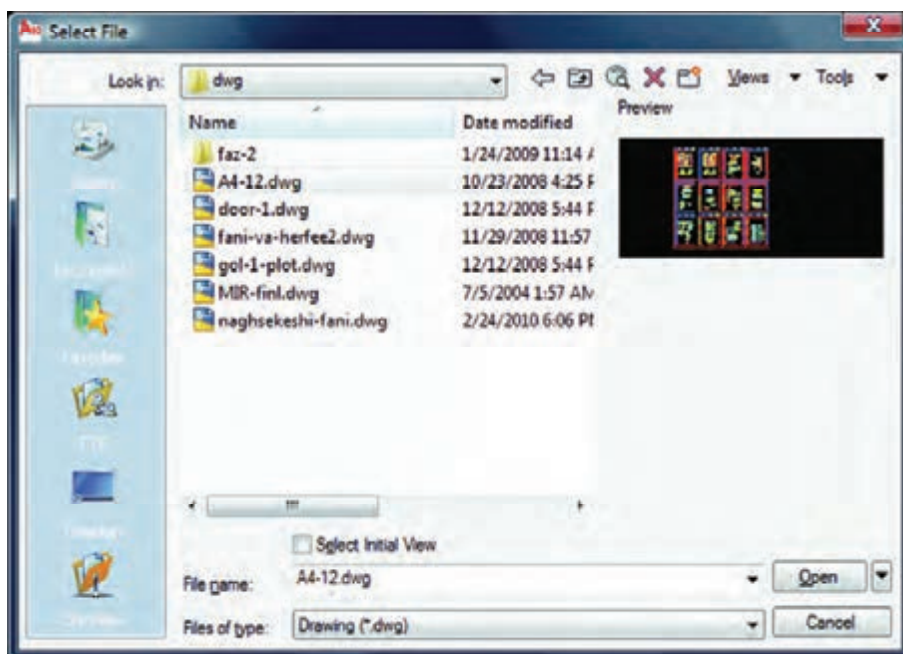 Select File
Look in:
dwg
Views
Tools
Name
Date modified
Preview
faz-2
1/24/2009 11:14 A
A4-12.dwg
10/23/2008 4:25 P
door-1.dwg
12/12/2008 5:44 P
fani-va-herfee2.dwg
11/29/2008 11:57
gol-1-plot.dwg
12/12/2008 5:44 P
MIR-finl.dwg
7/5/2004 1:57 AM
naghsekeshi-fani.dwg
2/24/2010 6:06 PM
Select Initial View
File name:
A4-12.dwg
Open
Files of type:
Drawing (*.dwg)
Cancel
FTP